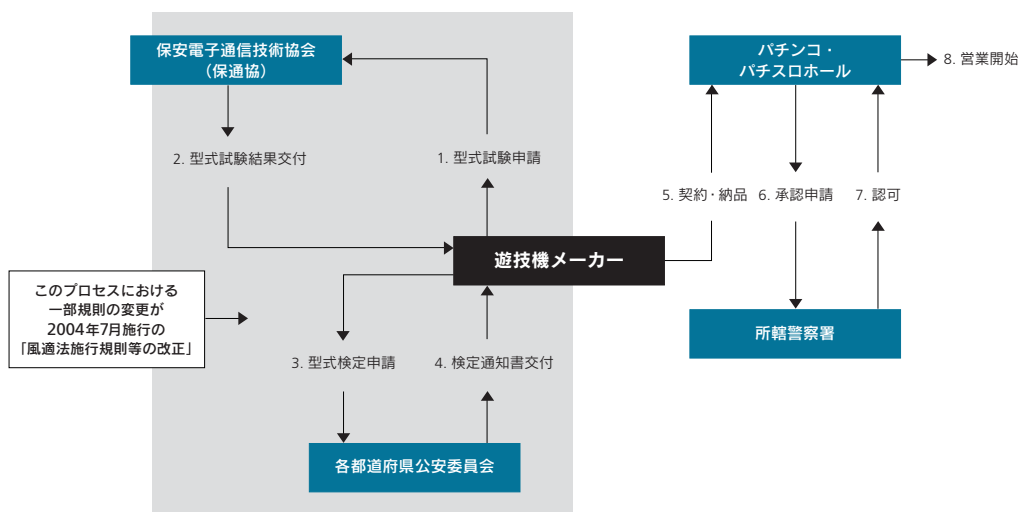 保安電子通信技術協会
（保通協）
パチンコ・
パチスロホール
8. 営業開始
2. 型式試験結果交付
1. 型式試験申請
5. 契約・納品
6. 承認申請
7. 認可
遊技機メーカー
このプロセスにおける
一部規則の変更が
2004年7月施行の
「風適法施行規則等の改正」
所轄警察署
3. 型式検定申請
4. 検定通知書交付
各都道府県公安委員会